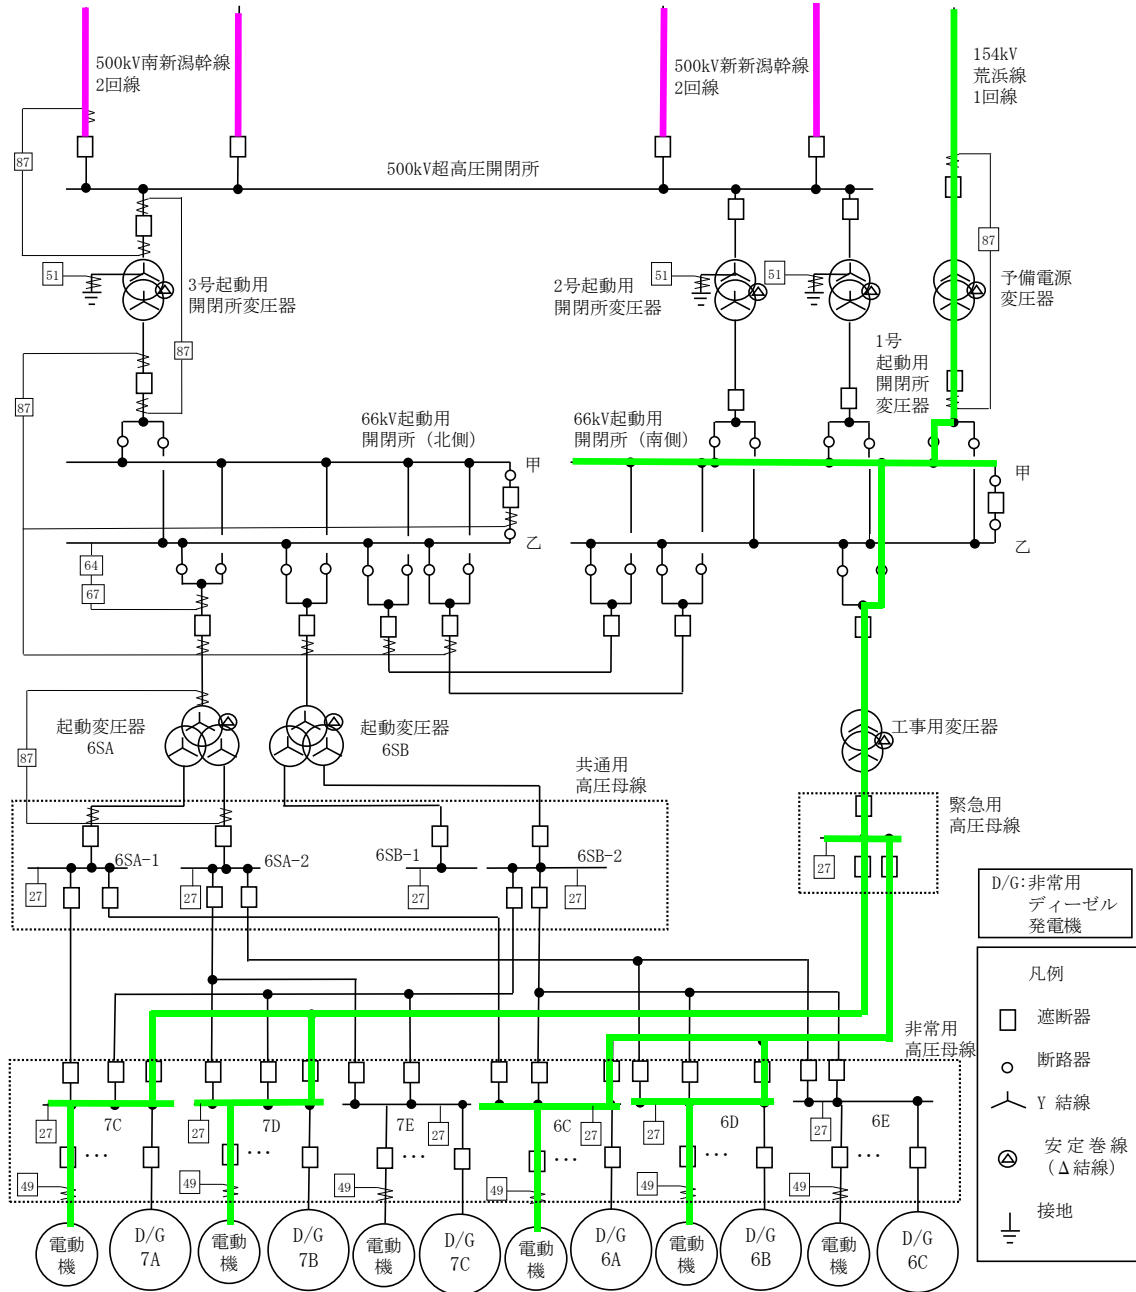 500kV南新潟幹線
2回線
500kV新新潟幹線
2回線
154kV
荒浜線
1回線
87
500kV超高圧開閉所
87
51
3号起動用
開閉所変圧器
51
2号起動用
開閉所変圧器
51
予備電源
変圧器
87
87
1号
起動用
開閉所
変圧器
66kV起動用
開閉所（北側）
66kV起動用
開閉所（南側）
甲
甲
乙
乙
64
67
起動変圧器
6SA
起動変圧器
6SB
工事用変圧器
87
共通用
高圧母線
緊急用
高圧母線
6SA-1
6SA-2
6SB-1
6SB-2
27
27
27
27
27
D/G:非常用
ディーゼル
発電機
凡例
遮断器
断路器
Y 結線
安定巻線
（Δ結線）
接地
非常用
高圧母線
27
7C
27
7D
7E
27
6C
27
27
6D
27
6E
…
…
…
…
…
…
49
49
49
49
49
49
電動
機
D/G
7A
電動
機
D/G
7B
電動
機
D/G
7C
電動
機
D/G
6A
電動
機
D/G
6B
電動
機
D/G
6C